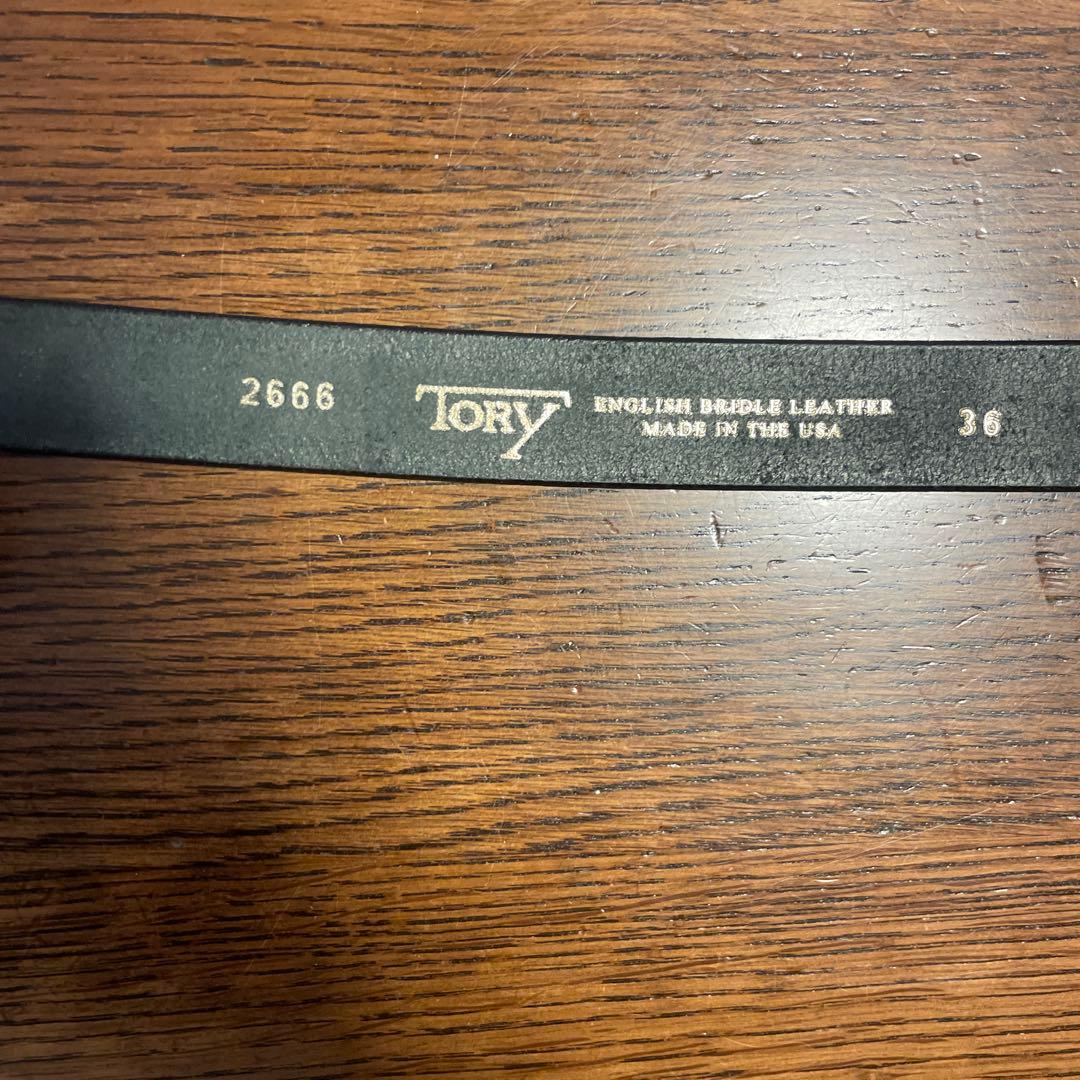 2666
TORY
ENGLISH BRIDLE LEATHER
MADE IN THE USA
36